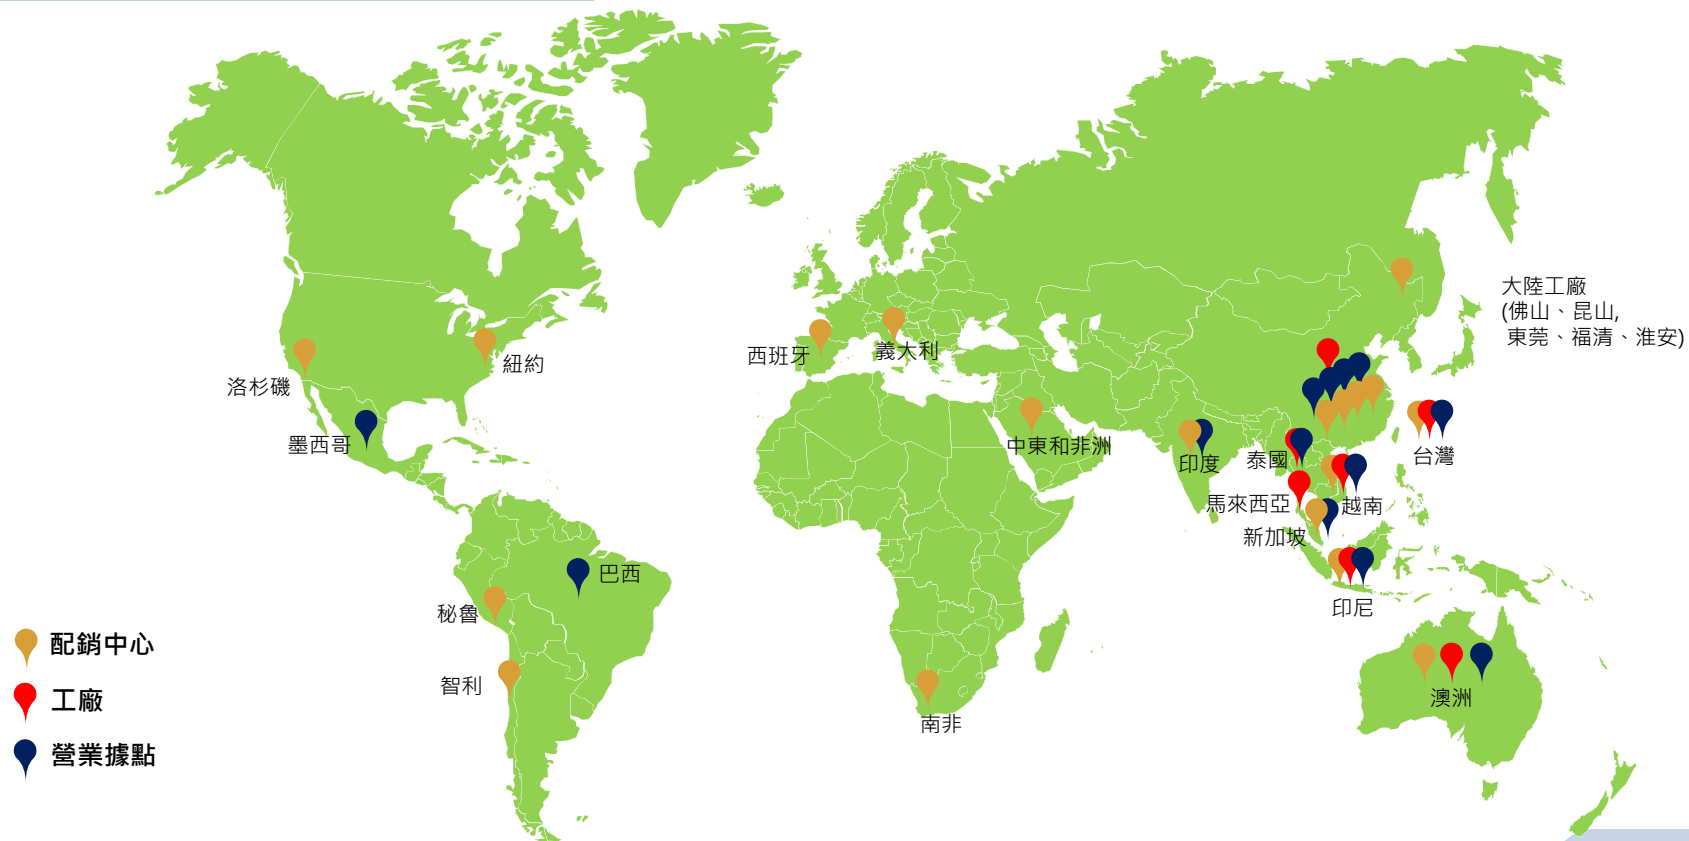 大陸工廠
(佛山、昆山,
東莞、福清、淮安)
西班牙
義大利
紐約
洛杉磯
墨西哥
中東和非洲
印度
泰國
台灣
馬來西亞
越南
新加坡
巴西
印尼
秘魯
智利
澳洲
南非
配銷中心
工廠
營業據點